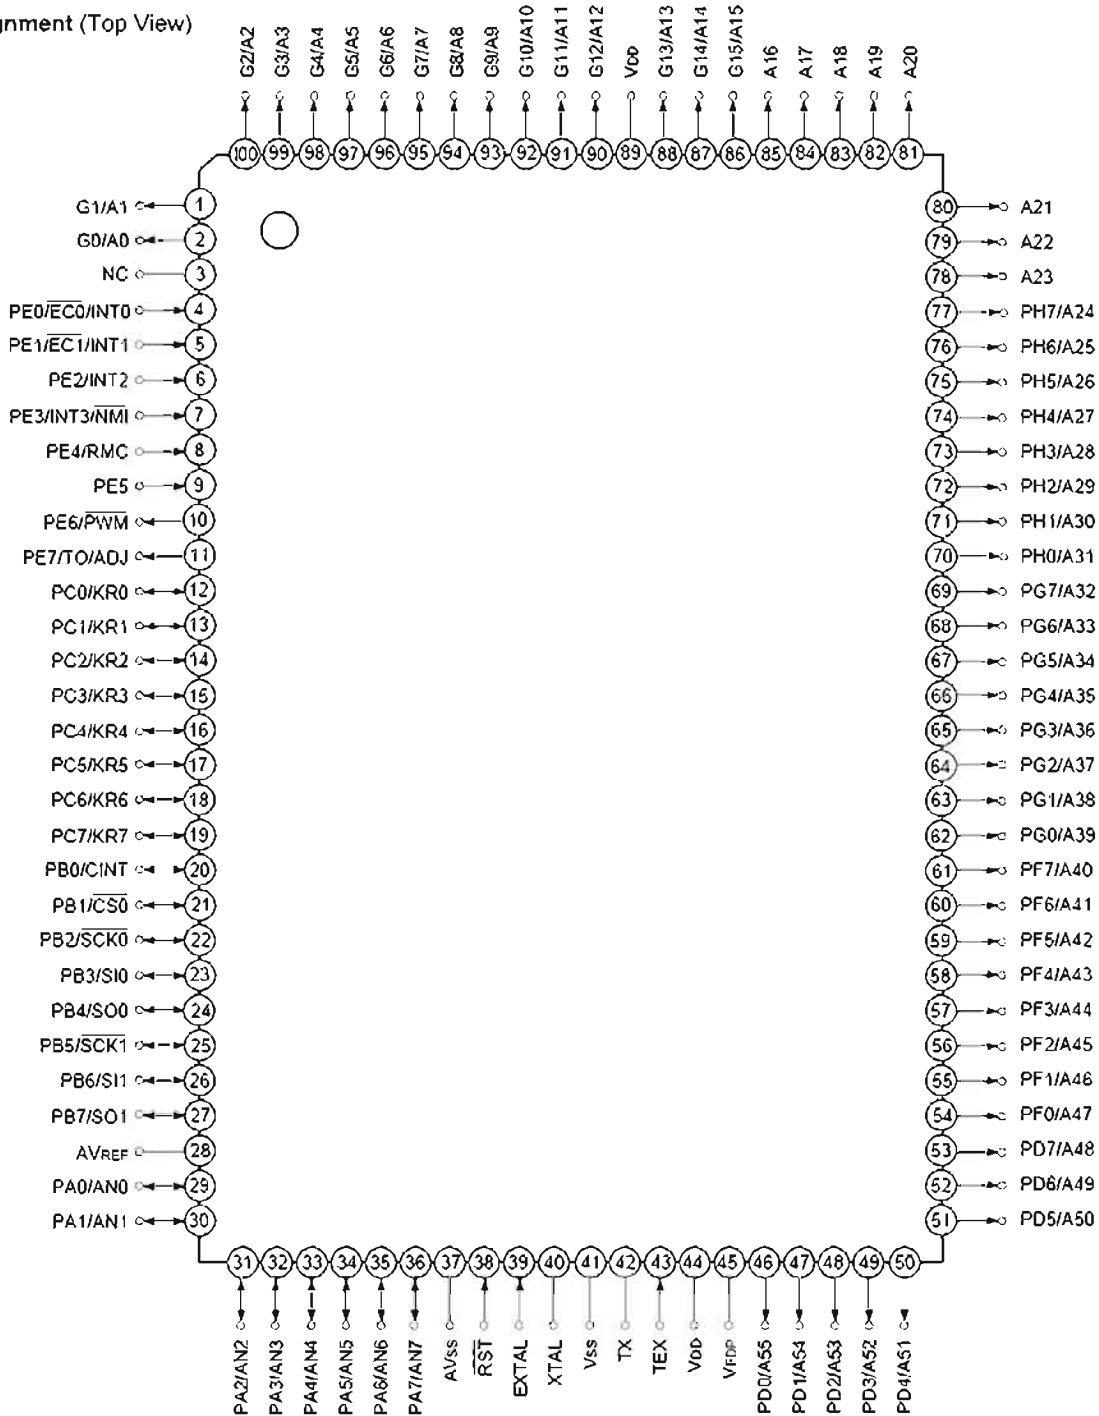 gnment (Top View)
G2/A2
G3/A3
G4/A4
G5/A5
G6/A6
G7/A7
G8/A8
G9/A9
G10/A10
G11/A11
G12/A12
VDD
G13/A13
G14/A14
G15/A15
A16
A17
A18
A19
A20
100 99 98 97 96 95 94 93 92 91 90 89 88 87 86 85 84 83 82 81
G1/A1 1
G0/A0 2
NC 3
PE0/E̅C̅0̅/INT0 4
PE1/E̅C̅1̅/INT1 5
PE2/INT2 6
PE3/INT3/N̅M̅I̅ 7
PE4/RMC 8
PE5 9
PE6/P̅W̅M̅ 10
PE7/TO/ADJ 11
PC0/KR0 12
PC1/KR1 13
PC2/KR2 14
PC3/KR3 15
PC4/KR4 16
PC5/KR5 17
PC6/KR6 18
PC7/KR7 19
PB0/CINT 20
PB1/C̅S̅0̅ 21
PB2/S̅C̅K̅0̅ 22
PB3/SI0 23
PB4/SO0 24
PB5/S̅C̅K̅1̅ 25
PB6/SI1 26
PB7/SO1 27
AVREF 28
PA0/AN0 29
PA1/AN1 30
80 A21
79 A22
78 A23
77 PH7/A24
76 PH6/A25
75 PH5/A26
74 PH4/A27
73 PH3/A28
72 PH2/A29
71 PH1/A30
70 PH0/A31
69 PG7/A32
68 PG6/A33
67 PG5/A34
66 PG4/A35
65 PG3/A36
64 PG2/A37
63 PG1/A38
62 PG0/A39
61 PF7/A40
60 PF6/A41
59 PF5/A42
58 PF4/A43
57 PF3/A44
56 PF2/A45
55 PF1/A46
54 PF0/A47
53 PD7/A48
52 PD6/A49
51 PD5/A50
31 32 33 34 35 36 37 38 39 40 41 42 43 44 45 46 47 48 49 50
PA2/AN2
PA3/AN3
PA4/AN4
PA5/AN5
PA6/AN6
PA7/AN7
AVss
R̅S̅T̅
EXTAL
XTAL
Vss
TX
TEX
VDD
VFDP
PD0/A55
PD1/A54
PD2/A53
PD3/A52
PD4/A51